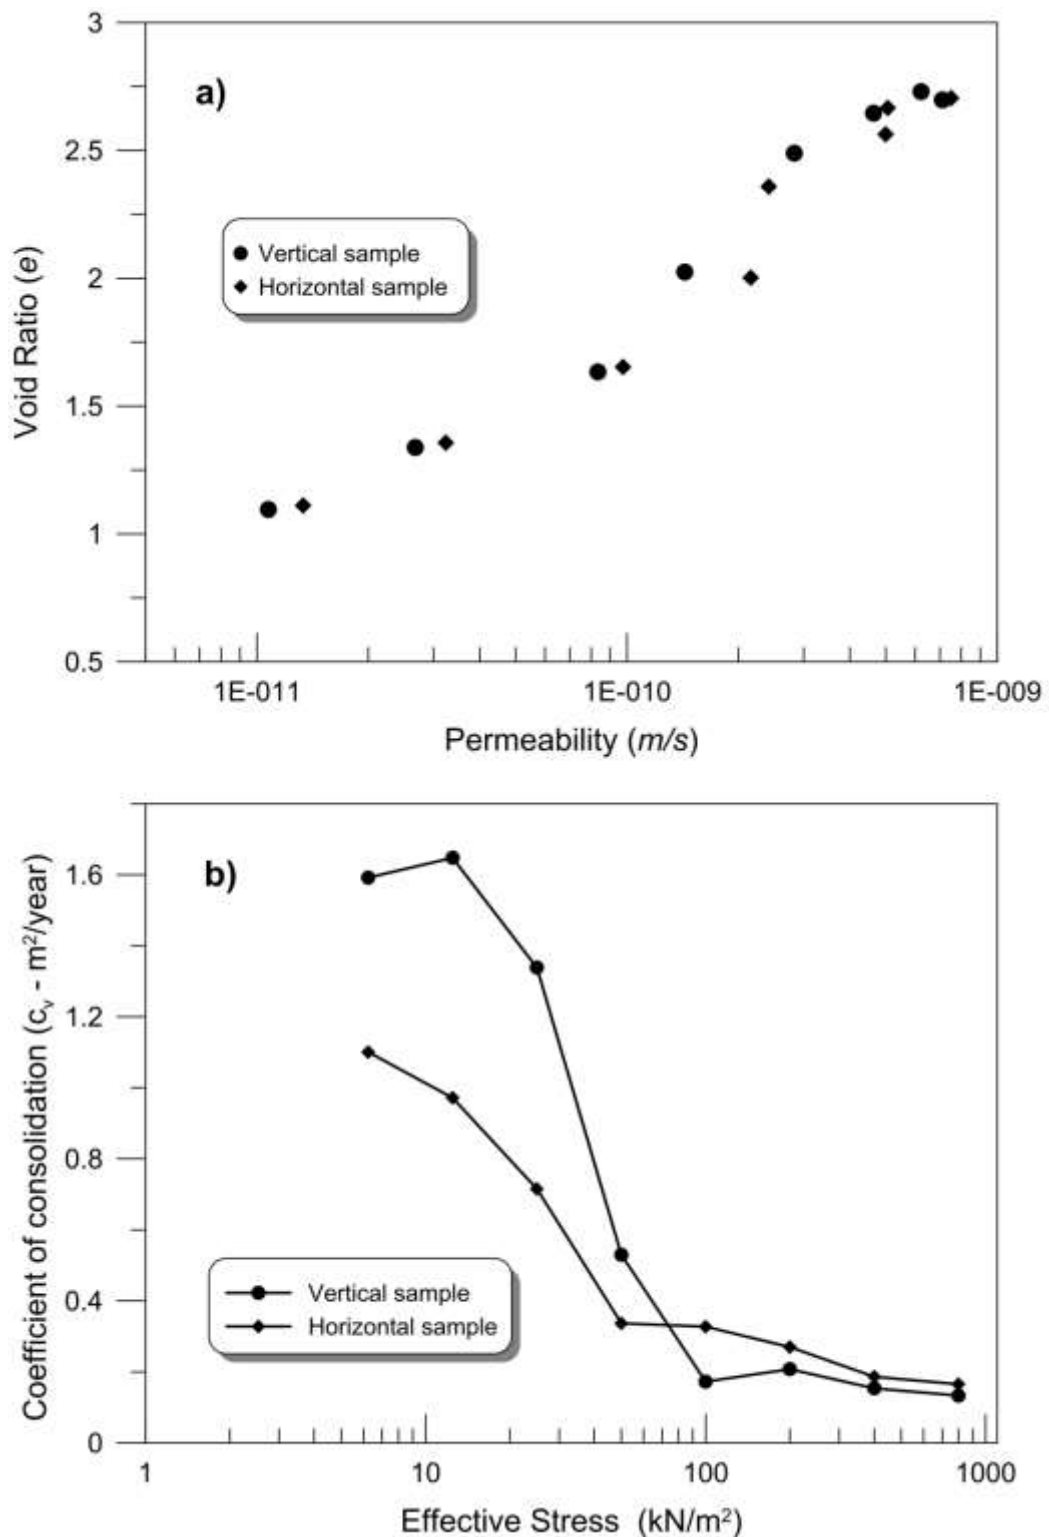 3
a)
2.5
Vertical sample
Horizontal sample
2
1.5
1
0.5
Void Ratio (e)
1E-011 1E-010 1E-009
Permeability (m/s)
b)
1.6
1.2
0.8
0.4
0
Coefficient of consolidation (cᵥ - m²/year)
Vertical sample
Horizontal sample
1 10 100 1000
Effective Stress (kN/m²)